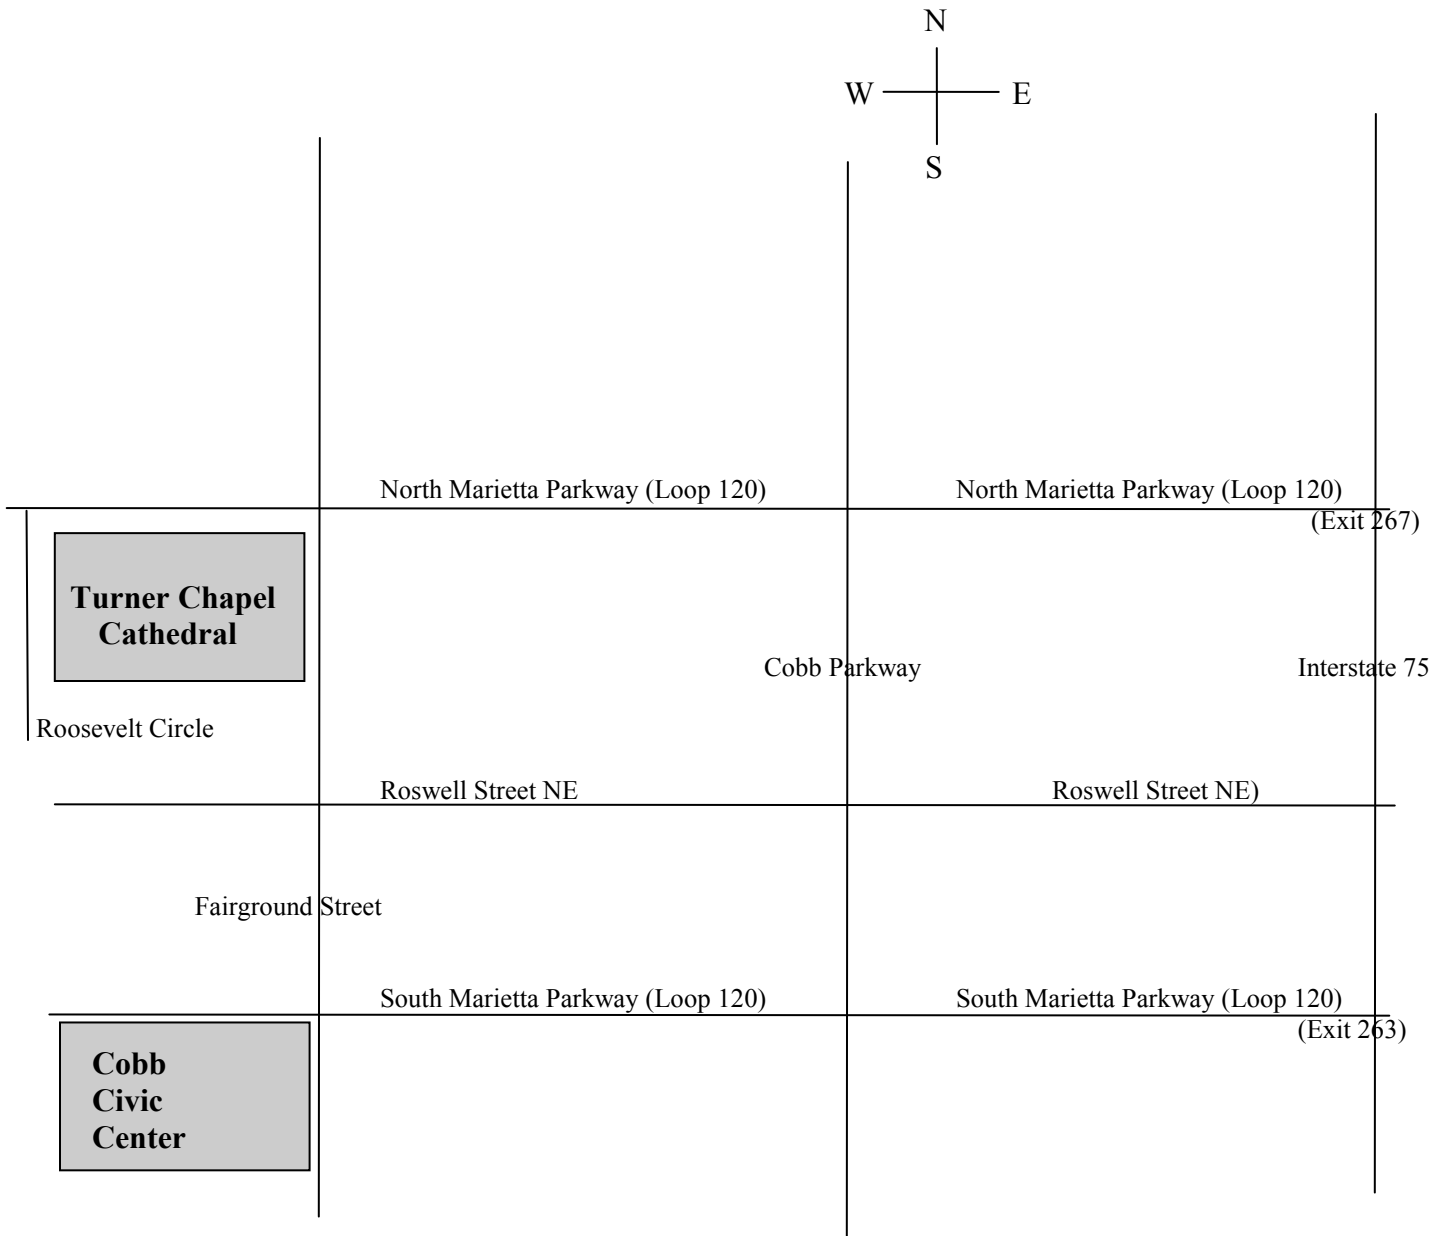 N
W E
S
North Marietta Parkway (Loop 120) North Marietta Parkway (Loop 120)
(Exit 267)
Turner Chapel
Cathedral
Cobb Parkway Interstate 75
Roosevelt Circle
Roswell Street NE Roswell Street NE)
Fairground Street
South Marietta Parkway (Loop 120) South Marietta Parkway (Loop 120)
(Exit 263)
Cobb
Civic
Center